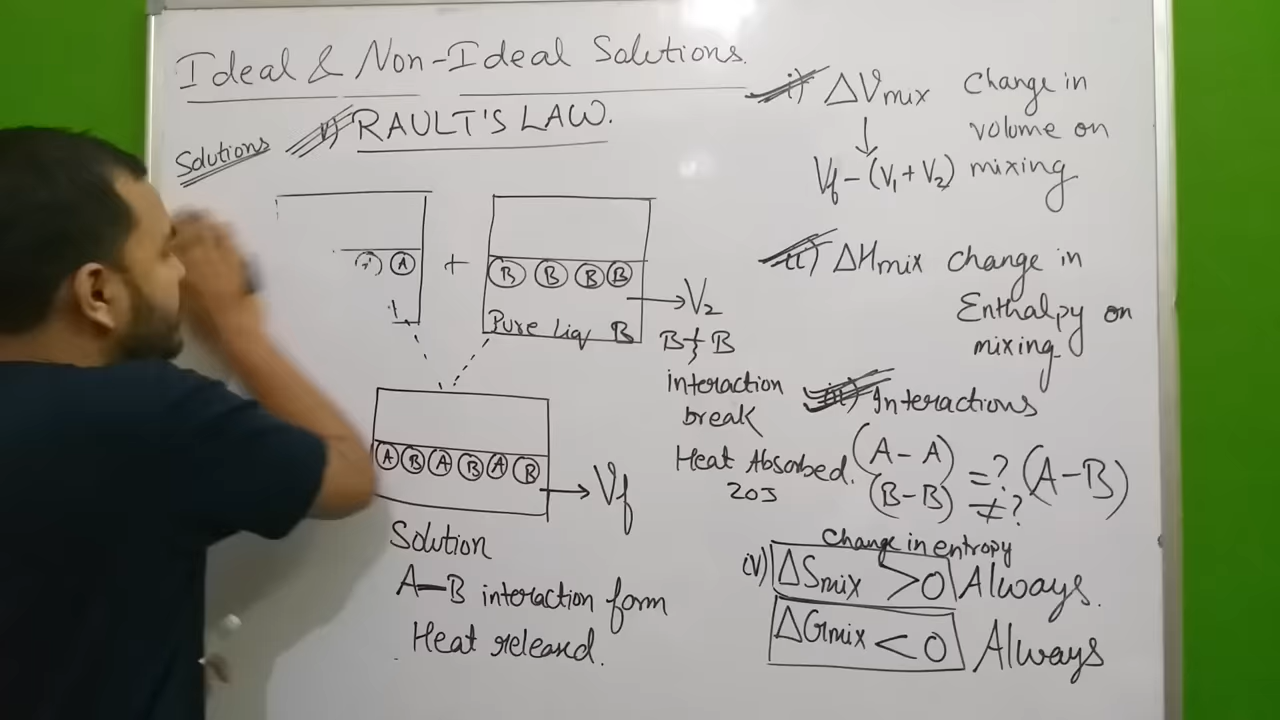 Ideal & Non-Ideal Solutions.
Solutions
v) RAULT'S LAW.
A
+
B B B B
Pure Liq B
V2
B B
interaction
break
Heat Absorbed.
20J
A B A B A B
Vf
Solution
A-B interaction form
Heat released.
i) ΔVmix Change in
volume on
mixing
Vf - (V1 + V2)
ii) ΔHmix change in
Enthalpy on
mixing
iii) Interactions
(A - A) =? (A-B)
(B-B) ≠?
Change in entropy
iv) ΔSmix >0 Always.
ΔGmix <0 Always